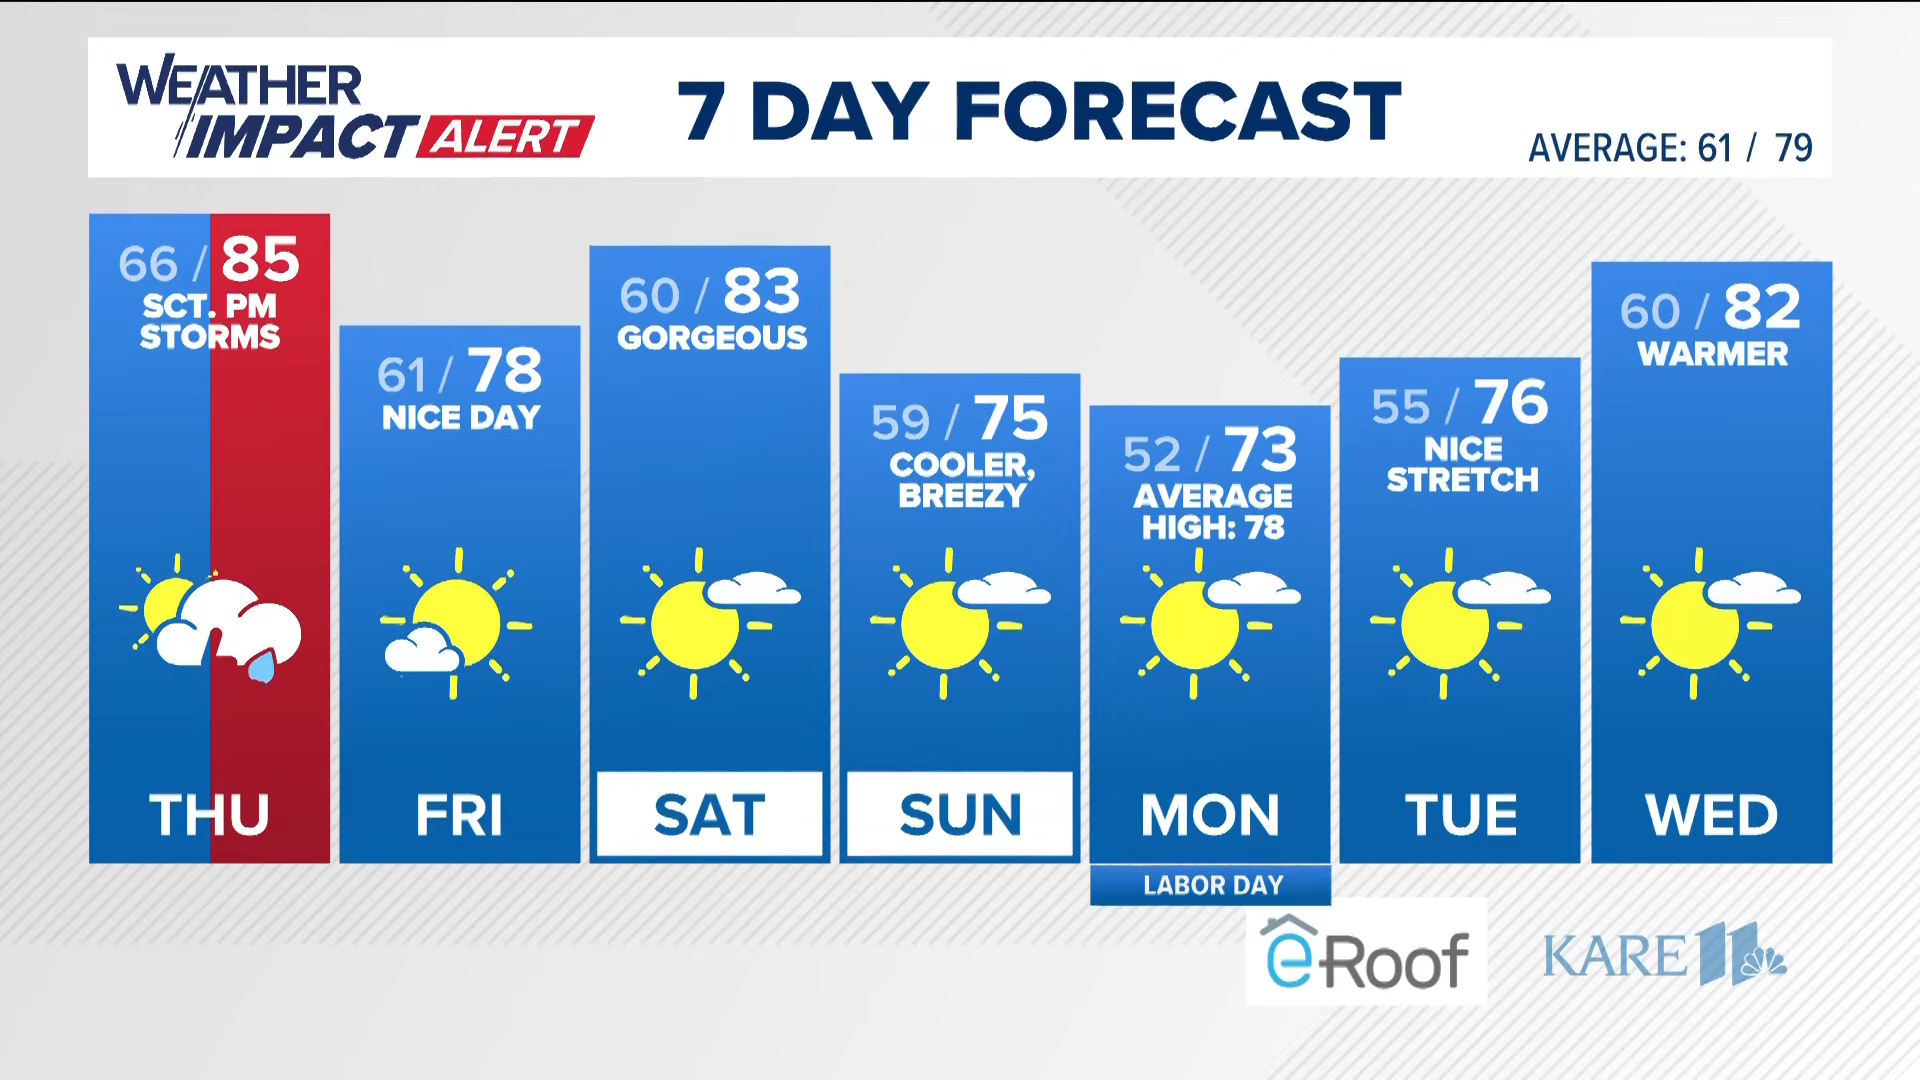 WEATHER
IMPACT ALERT
7 DAY FORECAST
AVERAGE: 61 / 79
66 / 85
SCT. PM
STORMS
THU
61 / 78
NICE DAY
FRI
60 / 83
GORGEOUS
SAT
59 / 75
COOLER,
BREEZY
SUN
52 / 73
AVERAGE
HIGH: 78
MON
LABOR DAY
55 / 76
NICE
STRETCH
TUE
60 / 82
WARMER
WED
eRoof
KARE 11